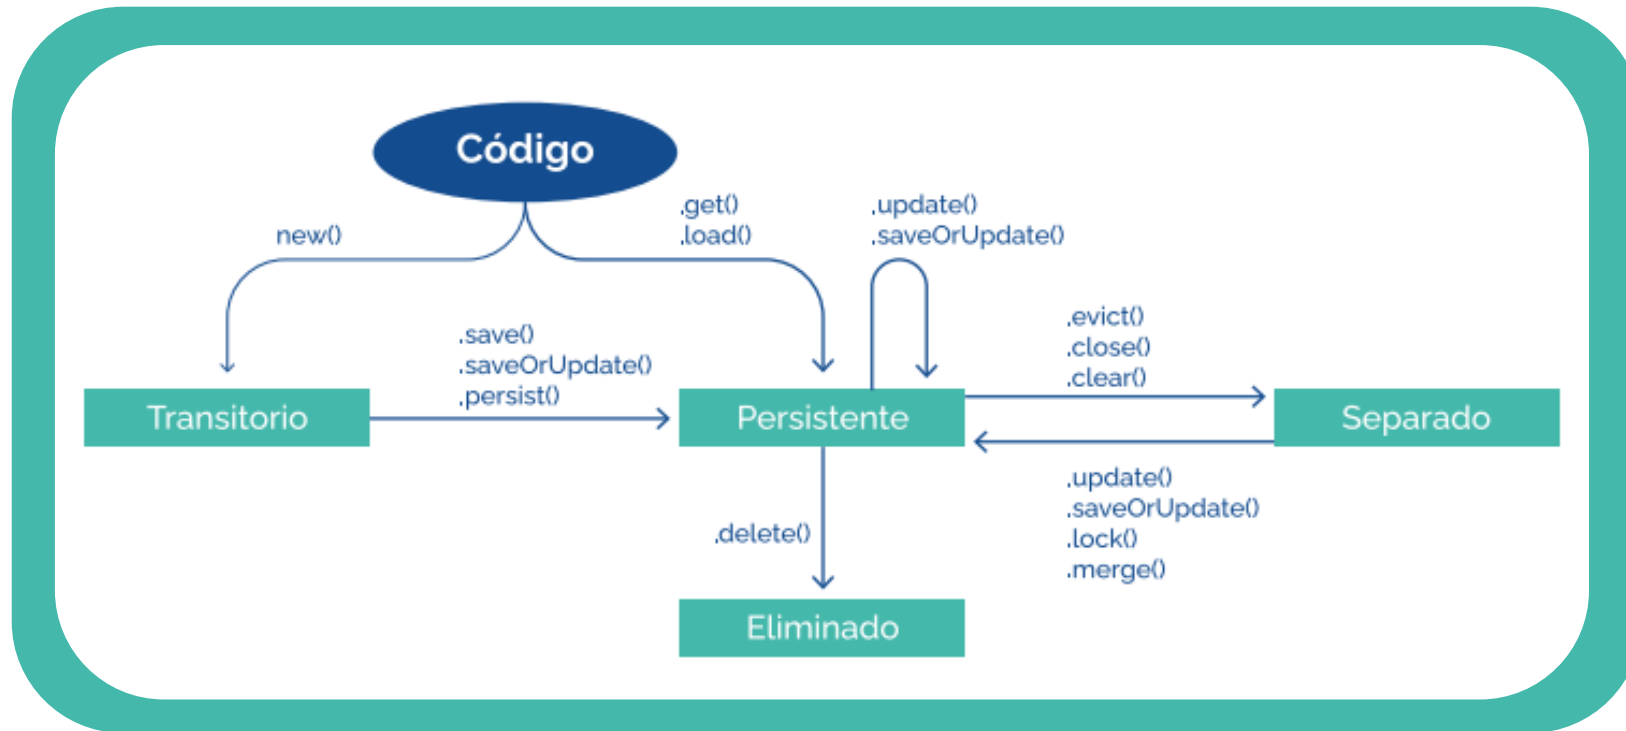 Código
new()
.get()
.load()
.update()
.saveOrUpdate()
.save()
.saveOrUpdate()
.persist()
.evict()
.close()
.clear()
Transitorio
Persistente
Separado
.delete()
.update()
.saveOrUpdate()
.lock()
.merge()
Eliminado